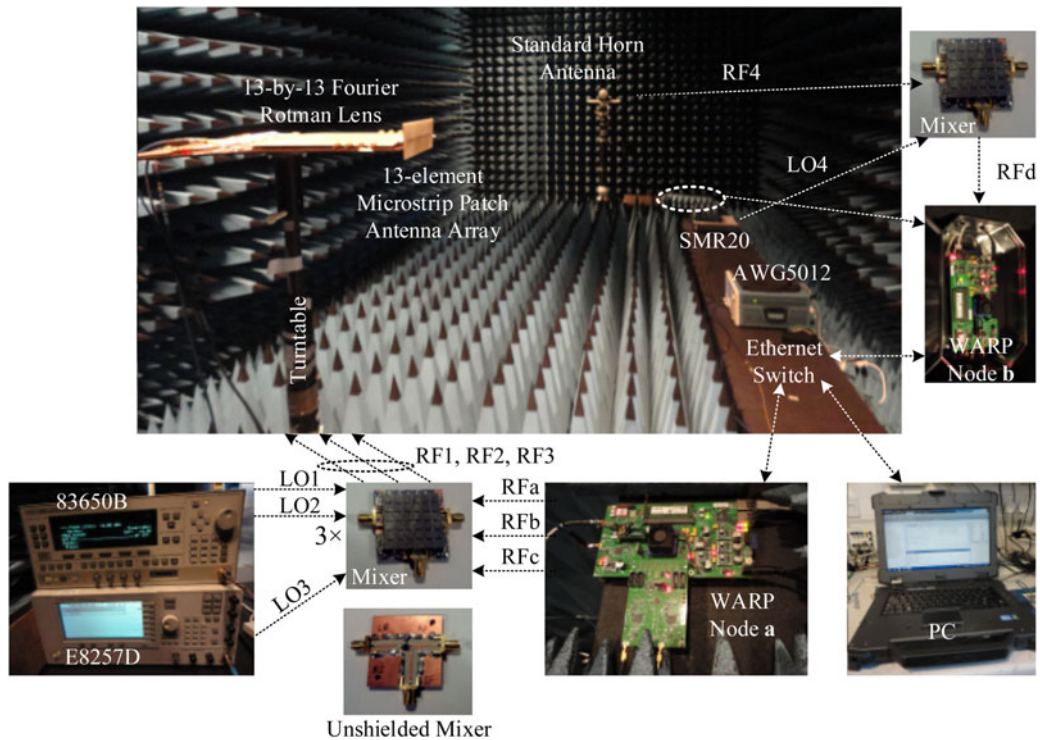 Standard Horn
Antenna
RF4
13-by-13 Fourier
Rotman Lens
Mixer
13-element
Microstrip Patch
Antenna Array
LO4
RFd
SMR20
AWG5012
Turntable
Ethernet
Switch
WARP
Node b
RF1, RF2, RF3
83650B
LO1
LO2
3×
Mixer
LO3
E8257D
RFa
RFb
RFc
WARP
Node a
PC
Unshielded Mixer